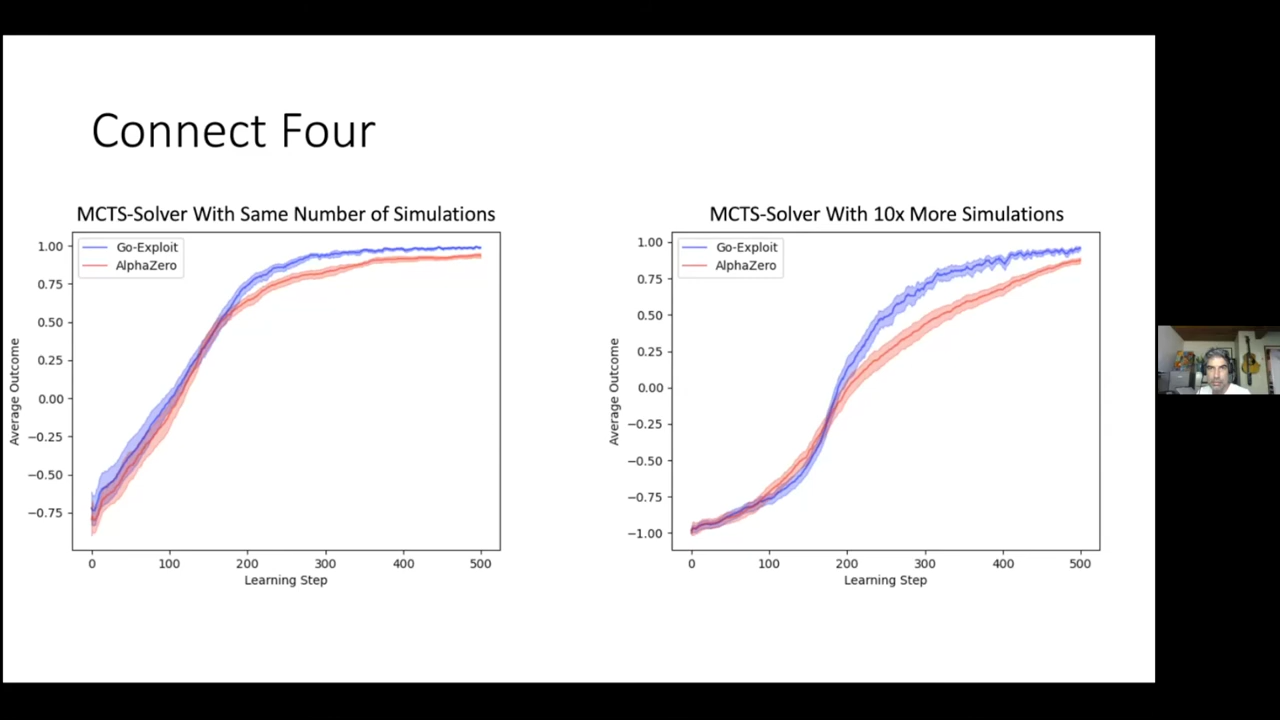 Connect Four
MCTS-Solver With Same Number of Simulations
Go-Exploit
AlphaZero
1.00
0.75
0.50
0.25
0.00
−0.25
−0.50
−0.75
Average Outcome
0 100 200 300 400 500
Learning Step
MCTS-Solver With 10x More Simulations
Go-Exploit
AlphaZero
1.00
0.75
0.50
0.25
0.00
−0.25
−0.50
−0.75
−1.00
Average Outcome
0 100 200 300 400 500
Learning Step